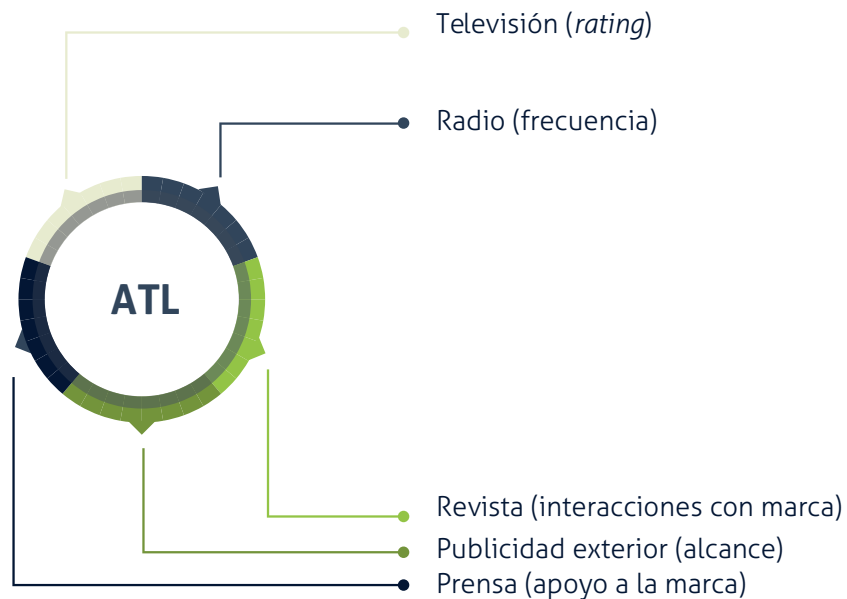 Televisión (rating)
Radio (frecuencia)
ATL
Revista (interacciones con marca)
Publicidad exterior (alcance)
Prensa (apoyo a la marca)